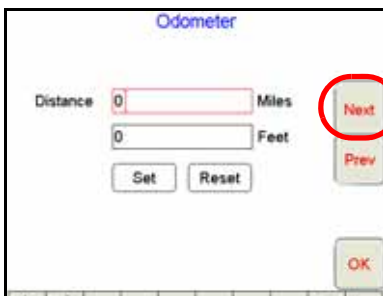 Odometer
Distance 0 Miles
Next
0 Feet
Prev
Set Reset
OK